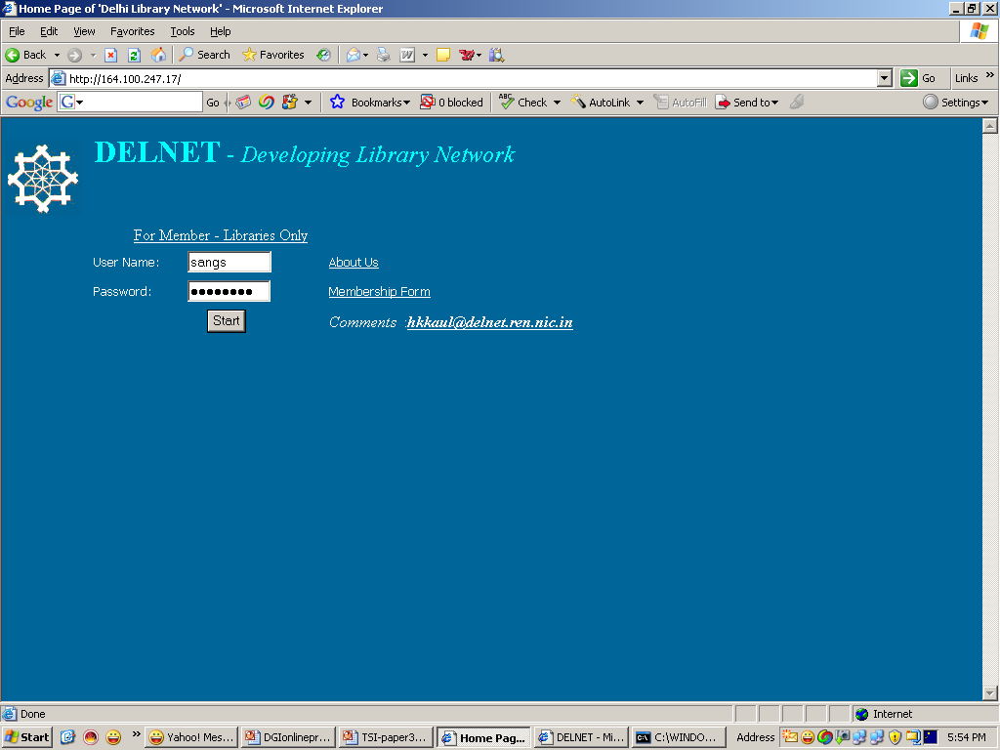 Home Page of 'Delhi Library Network' - Microsoft Internet Explorer
File Edit View Favorites Tools Help
Back Search Favorites W
Address http://164.100.247.17/ Go Links »
Google G Go Bookmarks 0 blocked ABC Check AutoLink AutoFill Send to Settings
DELNET - Developing Library Network
For Member - Libraries Only
User Name: sangs About Us
Password: ●●●●●●●● Membership Form
Start Comments :hkkaul@delnet.ren.nic.in
Done Internet
Start » Yahoo! Mes... DGIonlinepr... TSI-paper3... Home Pag... DELNET - Mi... C:\WINDO... Address 5:54 PM